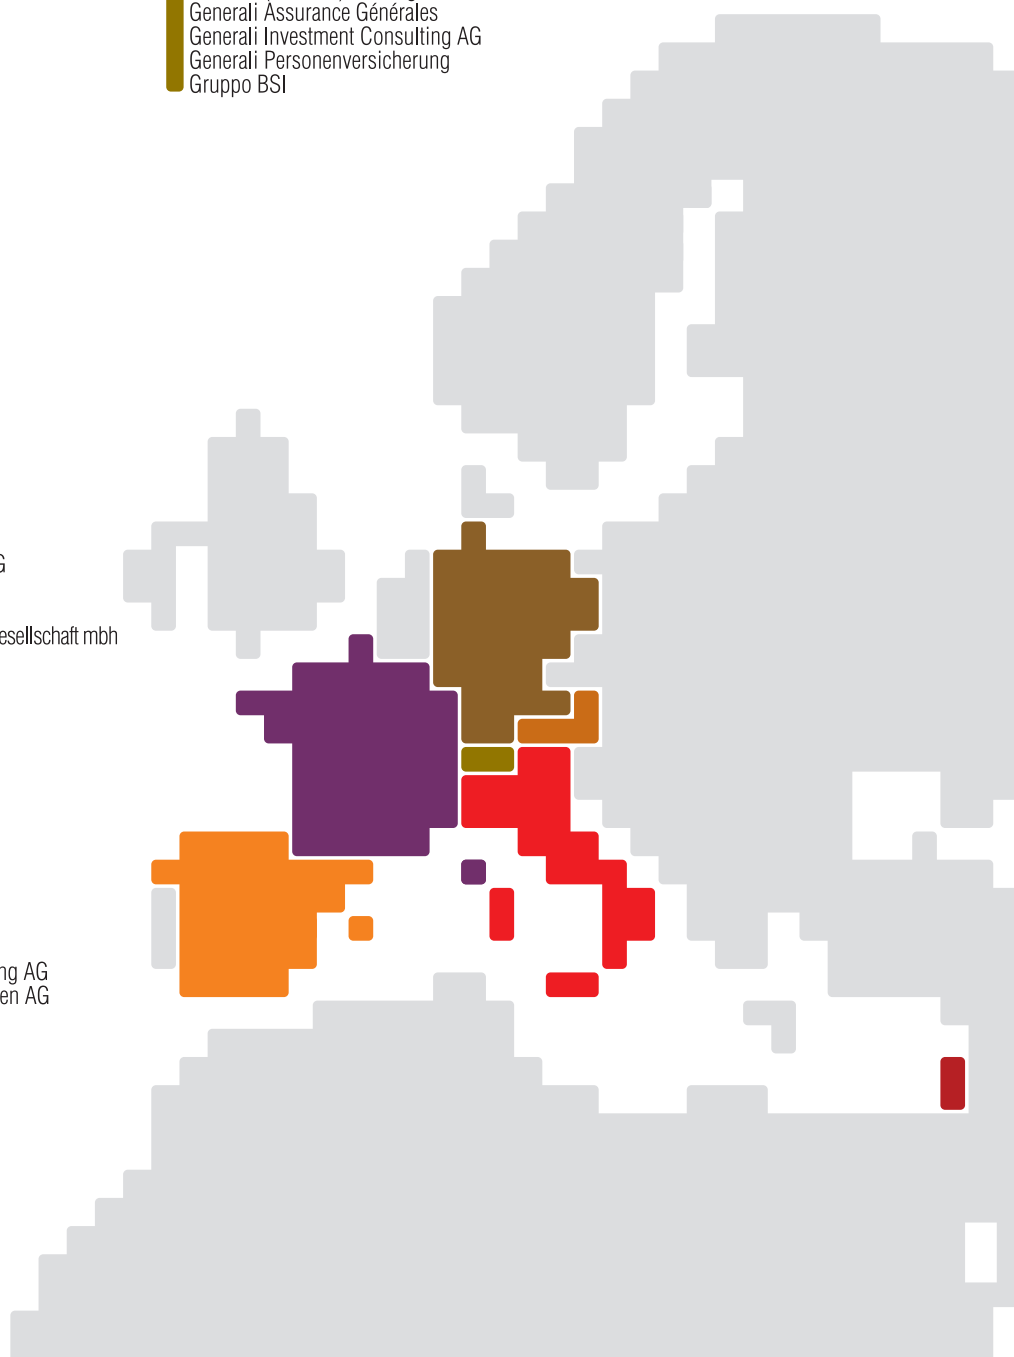 Generali Assurance Générales
Generali Investment Consulting AG
Generali Personenversicherung
Gruppo BSI
G
esellschaft mbh
ng AG
en AG